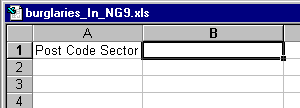 burglaries_In_NG9.xls
A B
1 Post Code Sector
2
3
4